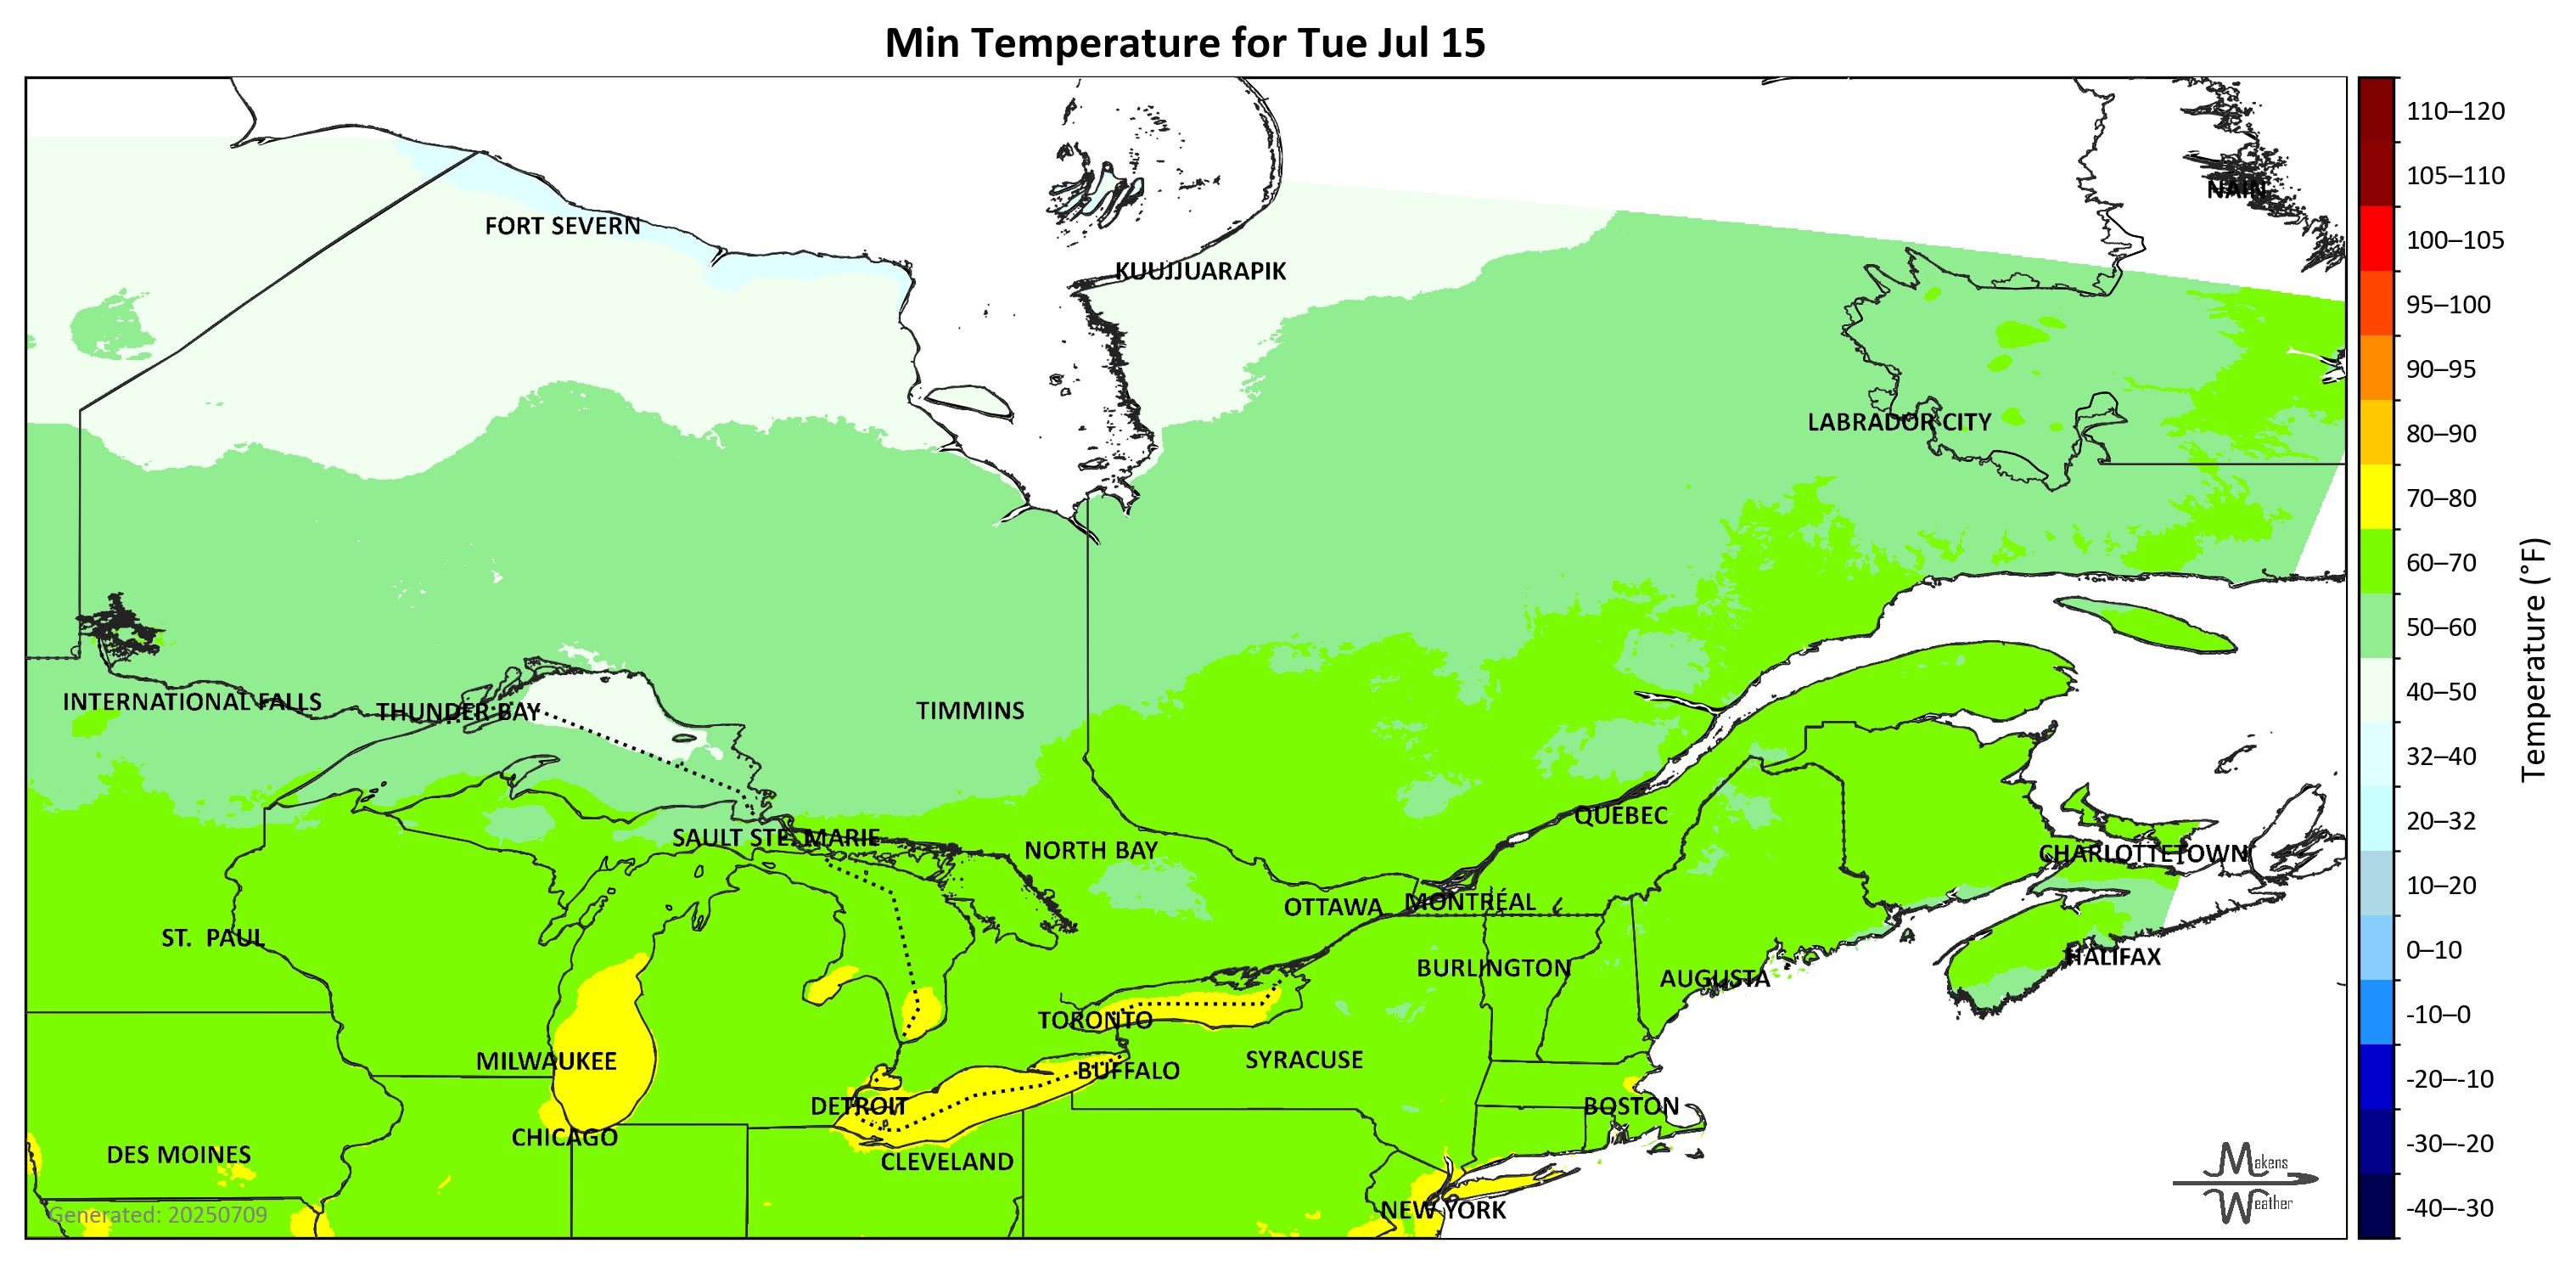 Min Temperature for Tue Jul 15
110–120
105–110
100–105
95–100
90–95
80–90
70–80
60–70
50–60
40–50
32–40
20–32
10–20
0–10
-10–0
-20–-10
-30–-20
-40–-30
Temperature (°F)
NAIN
FORT SEVERN
KUUJJUARAPIK
LABRADOR CITY
INTERNATIONAL FALLS
THUNDER BAY
TIMMINS
QUÉBEC
SAULT STE. MARIE
NORTH BAY
CHARLOTTETOWN
OTTAWA
MONTRÉAL
ST.  PAUL
HALIFAX
BURLINGTON
AUGUSTA
TORONTO
MILWAUKEE
SYRACUSE
BUFFALO
DETROIT
BOSTON
CHICAGO
DES MOINES
CLEVELAND
NEW YORK
Generated: 20250709
Makens
Weather